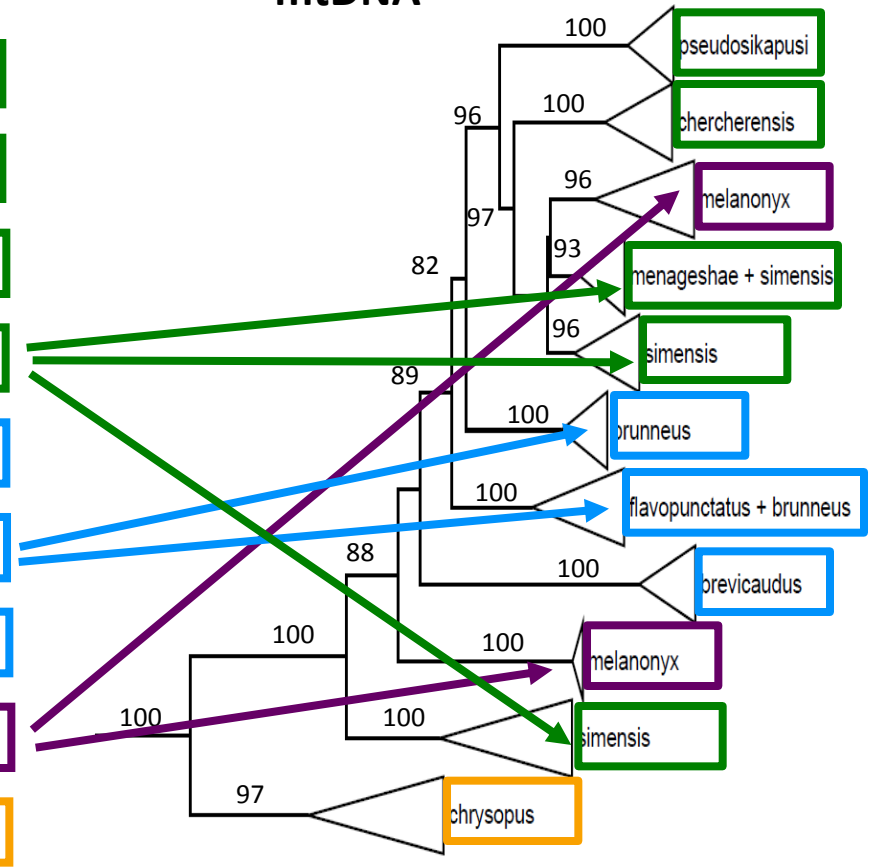 mtDNA
100
pseudosikapusi
100
chercherensis
96
96
melanonyx
97
93
menageshae + simensis
82
96
simensis
89
100
brunneus
100
flavopunctatus + brunneus
88
100
brevicaudus
100
100
melanonyx
100
100
simensis
97
chrysopus